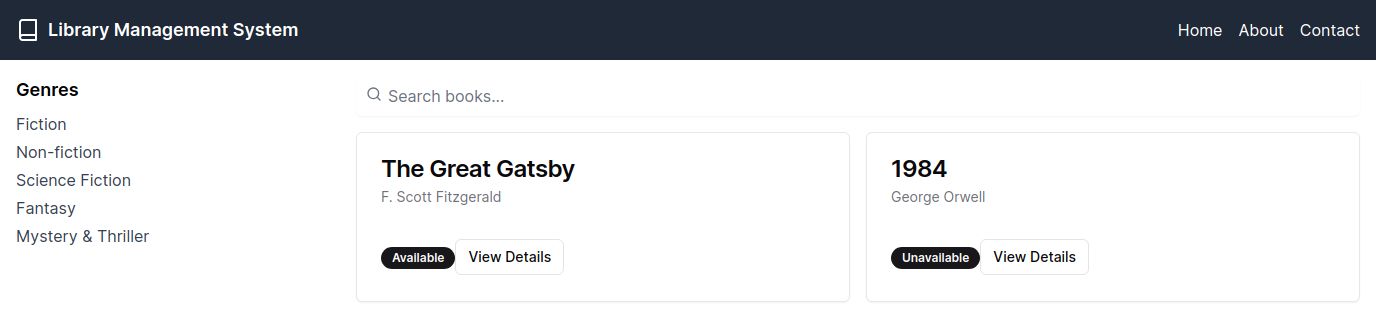 Library Management System
Home About Contact
Genres
Fiction
Non-fiction
Science Fiction
Fantasy
Mystery & Thriller
Search books...
The Great Gatsby
F. Scott Fitzgerald
Available View Details
1984
George Orwell
Unavailable View Details